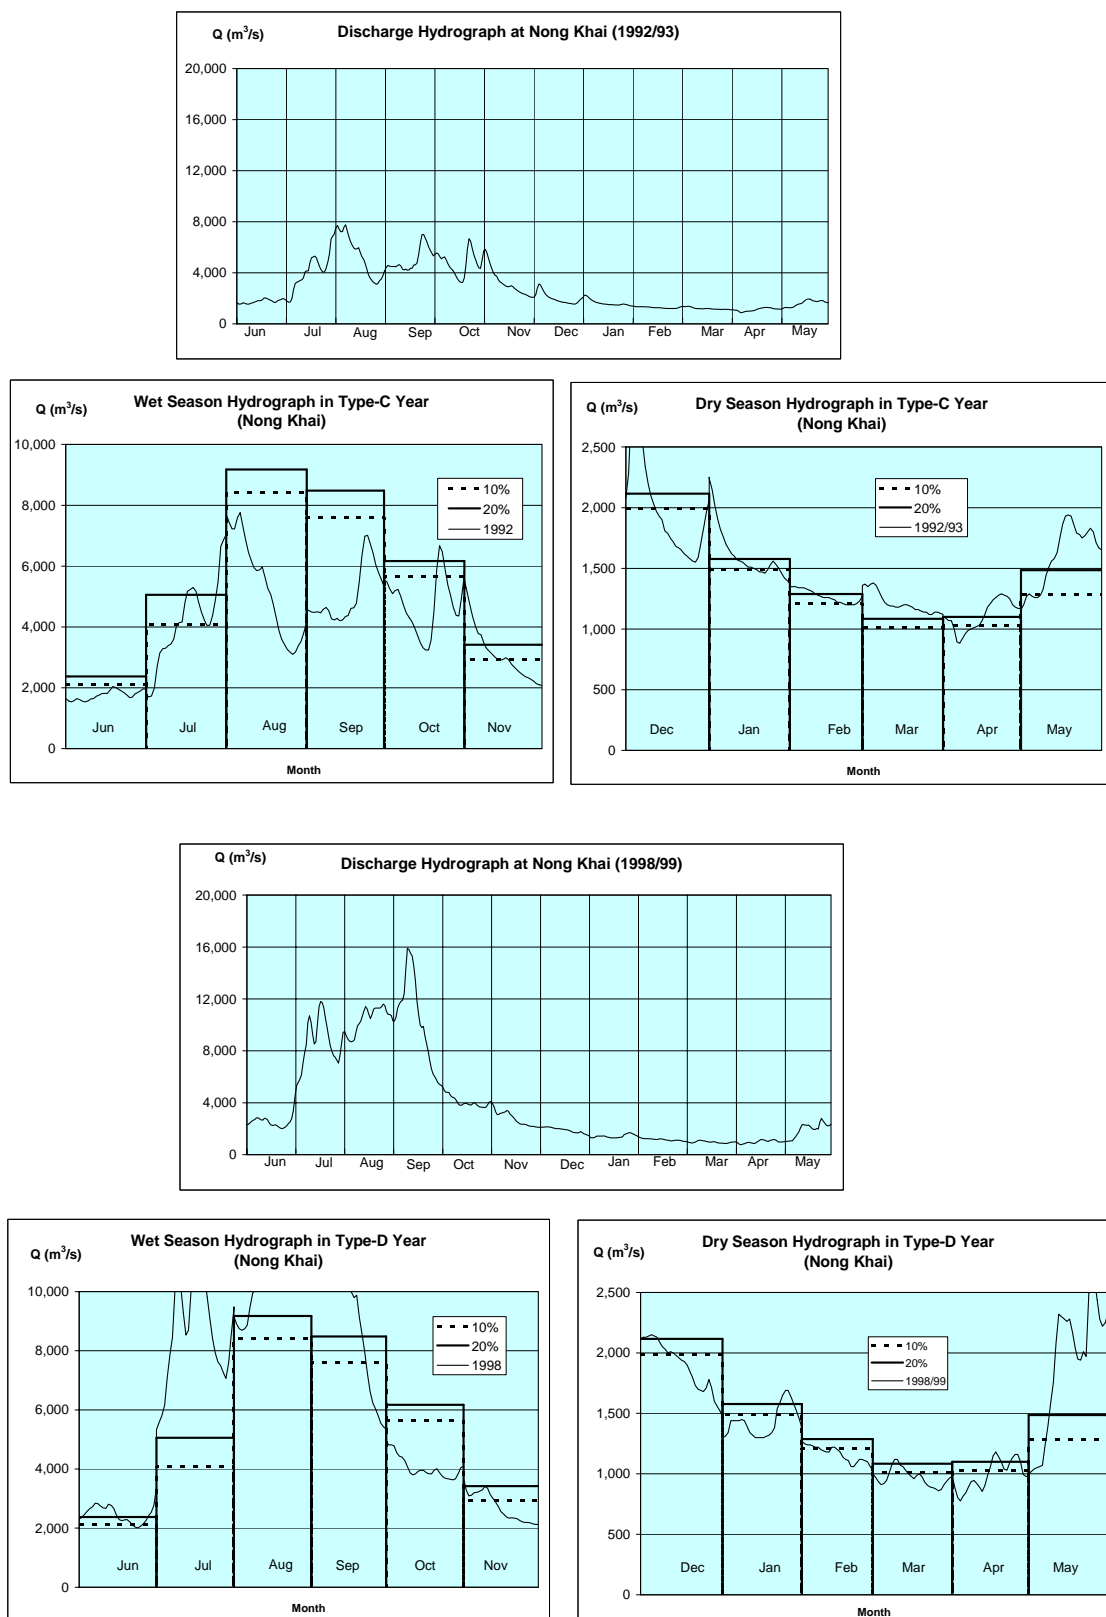 Q (m³/s)
Discharge Hydrograph at Nong Khai (1992/93)
20,000
16,000
12,000
8,000
4,000
0
Jun Jul Aug Sep Oct Nov Dec Jan Feb Mar Apr May
Q (m³/s)
Wet Season Hydrograph in Type-C Year
(Nong Khai)
10,000
8,000
6,000
4,000
2,000
0
10%
20%
1992
Jun Jul Aug Sep Oct Nov
Month
Q (m³/s)
Dry Season Hydrograph in Type-C Year
(Nong Khai)
2,500
2,000
1,500
1,000
500
0
10%
20%
1992/93
Dec Jan Feb Mar Apr May
Month
Q (m³/s)
Discharge Hydrograph at Nong Khai (1998/99)
20,000
16,000
12,000
8,000
4,000
0
Jun Jul Aug Sep Oct Nov Dec Jan Feb Mar Apr May
Q (m³/s)
Wet Season Hydrograph in Type-D Year
(Nong Khai)
10,000
8,000
6,000
4,000
2,000
0
10%
20%
1998
Jun Jul Aug Sep Oct Nov
Month
Q (m³/s)
Dry Season Hydrograph in Type-D Year
(Nong Khai)
2,500
2,000
1,500
1,000
500
0
10%
20%
1998/99
Dec Jan Feb Mar Apr May
Month